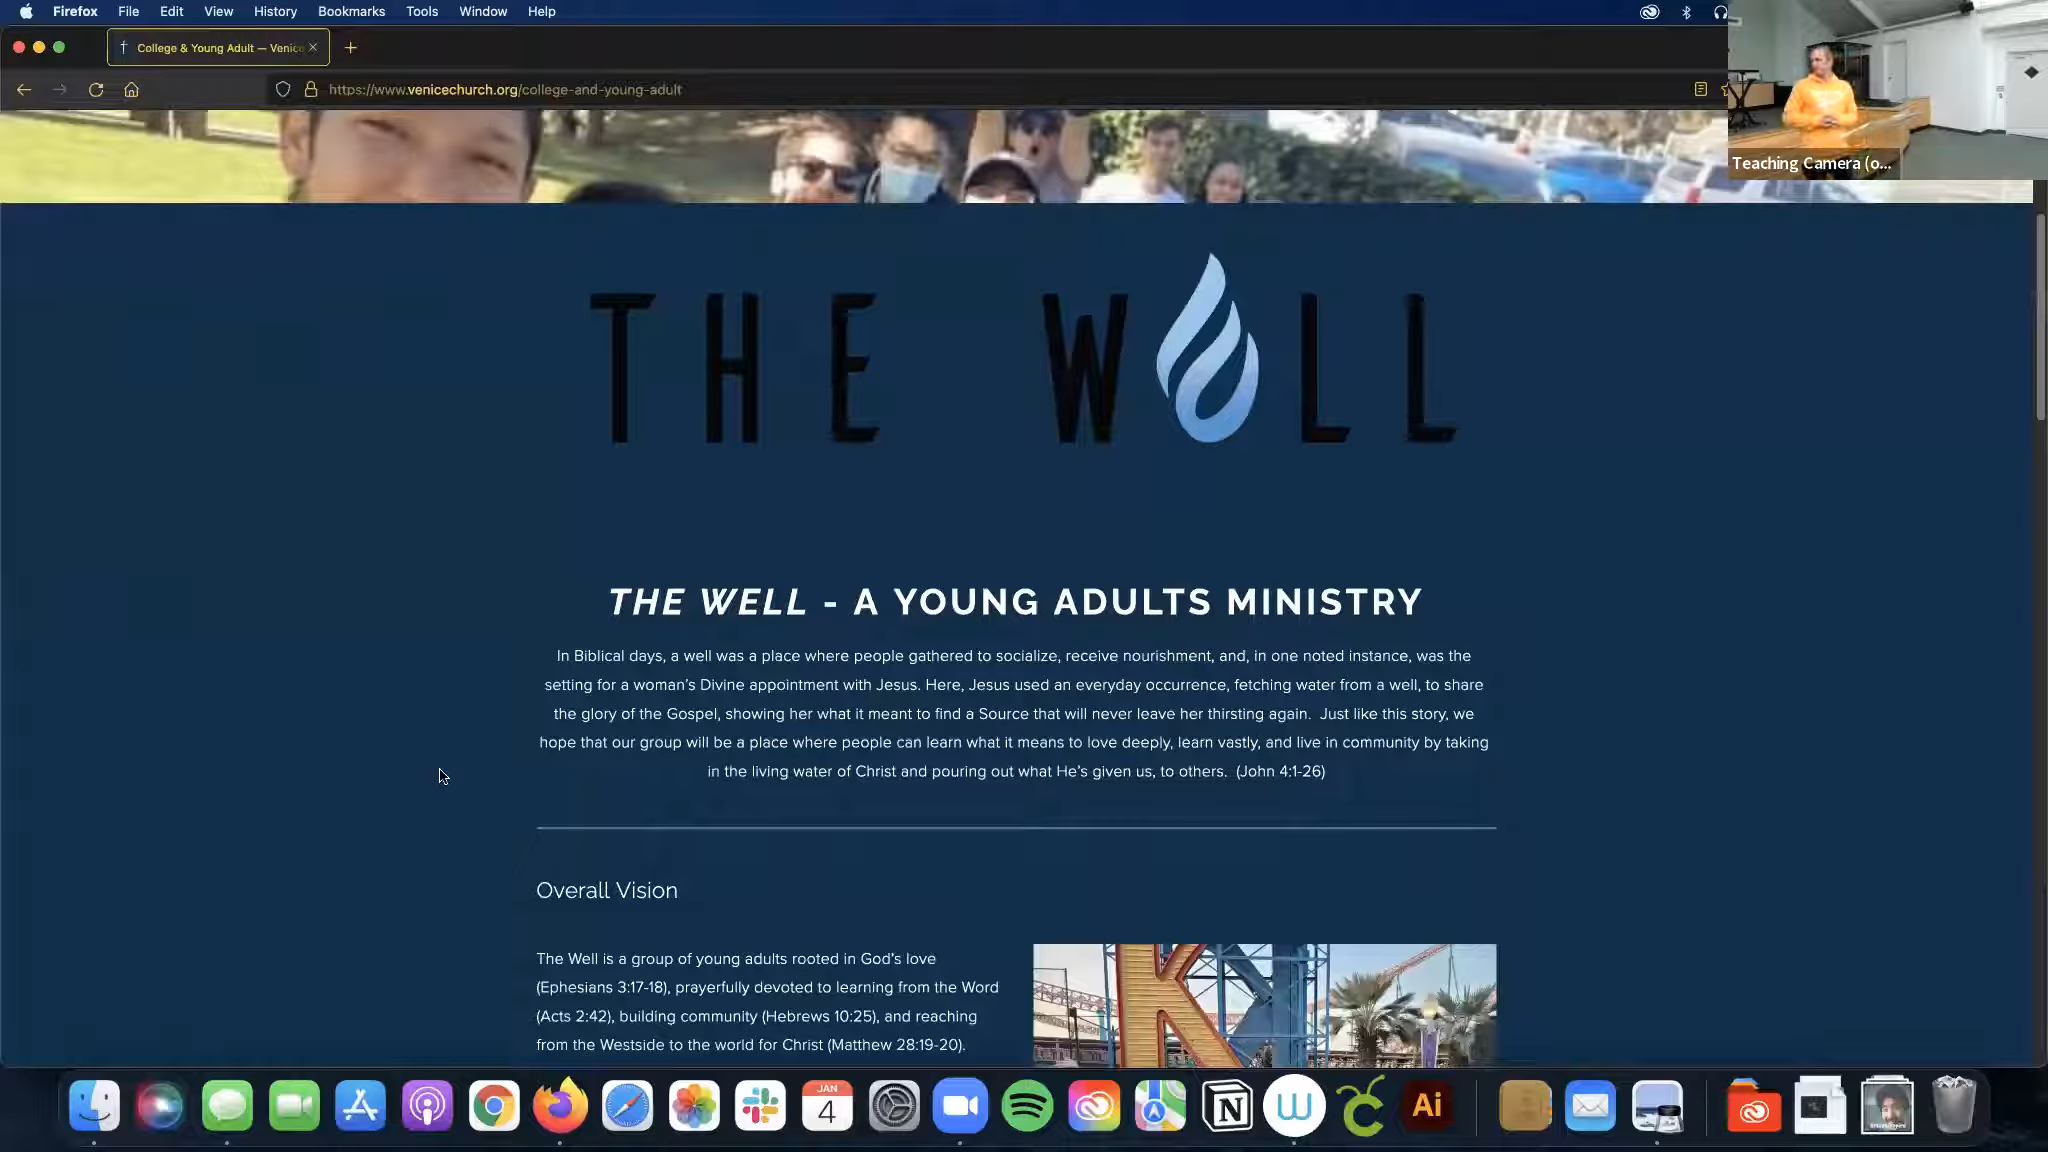 Firefox File Edit View History Bookmarks Tools Window Help
College & Young Adult — Venice
https://www.venicechurch.org/college-and-young-adult
Teaching Camera (o...
THE W LL
THE WELL - A YOUNG ADULTS MINISTRY
In Biblical days, a well was a place where people gathered to socialize, receive nourishment, and, in one noted instance, was the
setting for a woman's Divine appointment with Jesus. Here, Jesus used an everyday occurrence, fetching water from a well, to share
the glory of the Gospel, showing her what it meant to find a Source that will never leave her thirsting again.  Just like this story, we
hope that our group will be a place where people can learn what it means to love deeply, learn vastly, and live in community by taking
in the living water of Christ and pouring out what He's given us, to others.  (John 4:1-26)
Overall Vision
The Well is a group of young adults rooted in God's love
(Ephesians 3:17-18), prayerfully devoted to learning from the Word
(Acts 2:42), building community (Hebrews 10:25), and reaching
from the Westside to the world for Christ (Matthew 28:19-20).
K
JAN
4
N
Ai